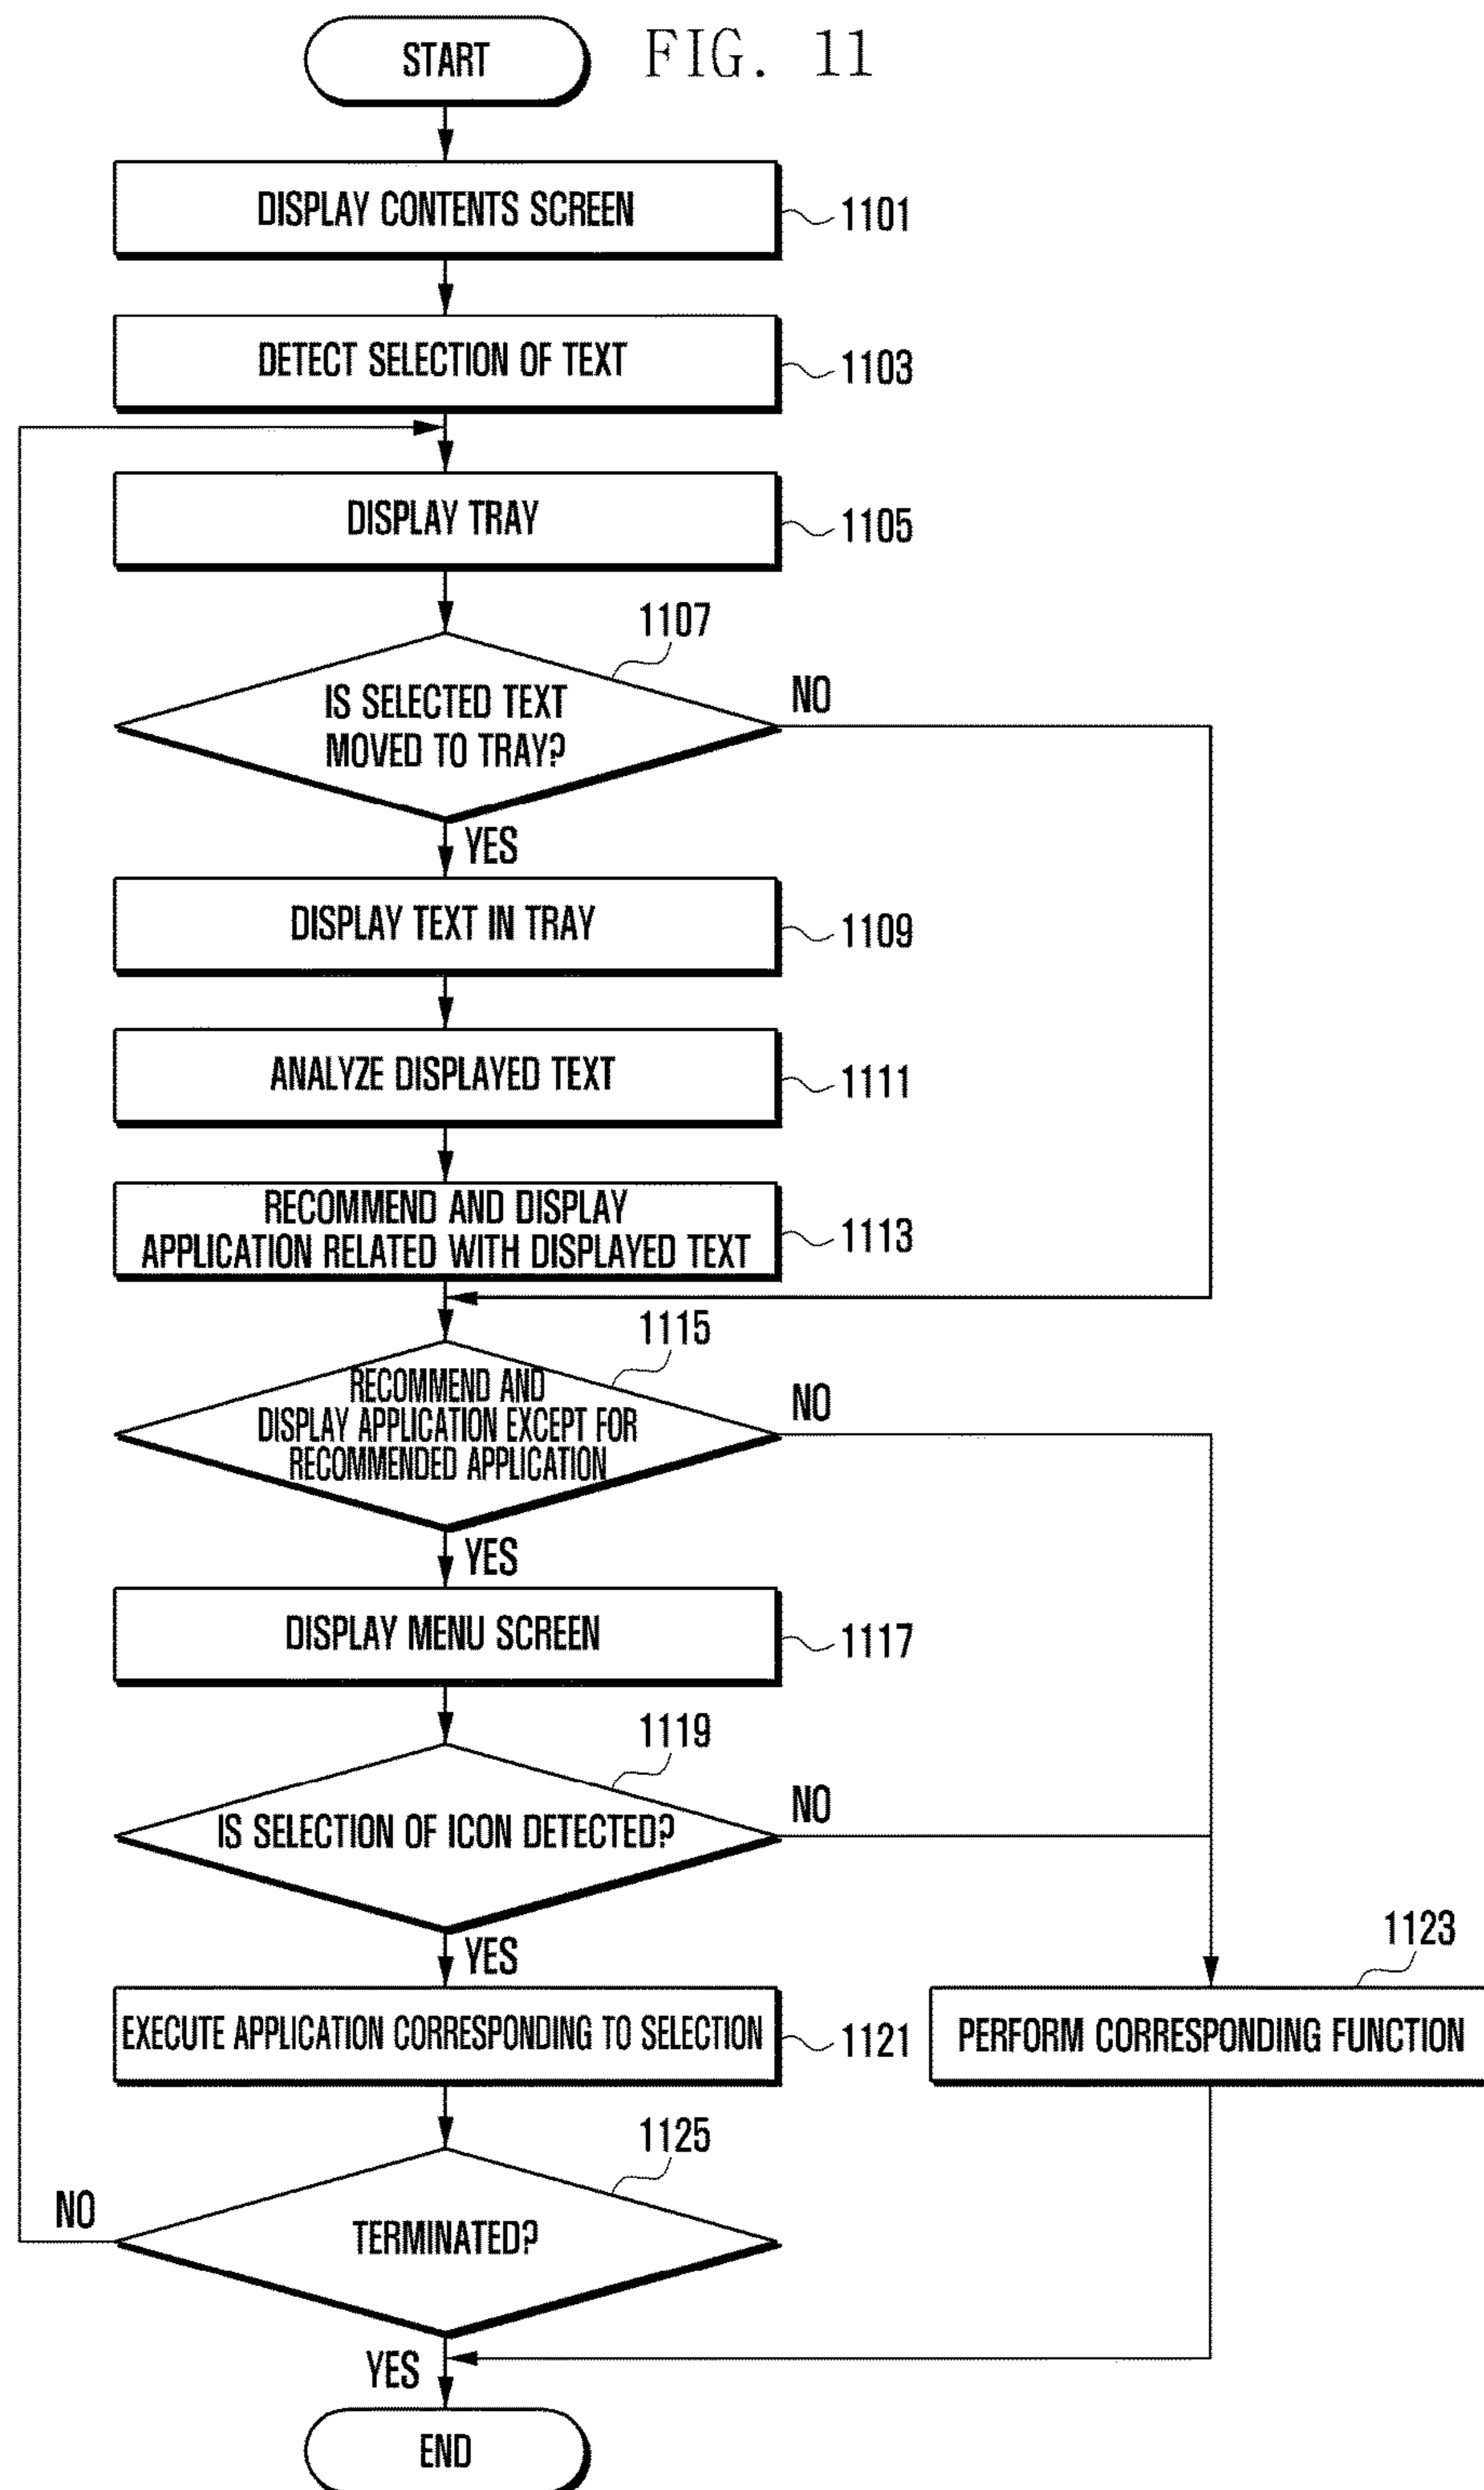 START
FIG. 11
DISPLAY CONTENTS SCREEN
1101
DETECT SELECTION OF TEXT
1103
DISPLAY TRAY
1105
1107
IS SELECTED TEXT
MOVED TO TRAY?
NO
YES
DISPLAY TEXT IN TRAY
1109
ANALYZE DISPLAYED TEXT
1111
RECOMMEND AND DISPLAY
APPLICATION RELATED WITH DISPLAYED TEXT
1113
1115
RECOMMEND AND
DISPLAY APPLICATION EXCEPT FOR
RECOMMENDED APPLICATION
NO
YES
DISPLAY MENU SCREEN
1117
1119
IS SELECTION OF ICON DETECTED?
NO
YES
1123
EXECUTE APPLICATION CORRESPONDING TO SELECTION
1121
PERFORM CORRESPONDING FUNCTION
1125
TERMINATED?
NO
YES
END